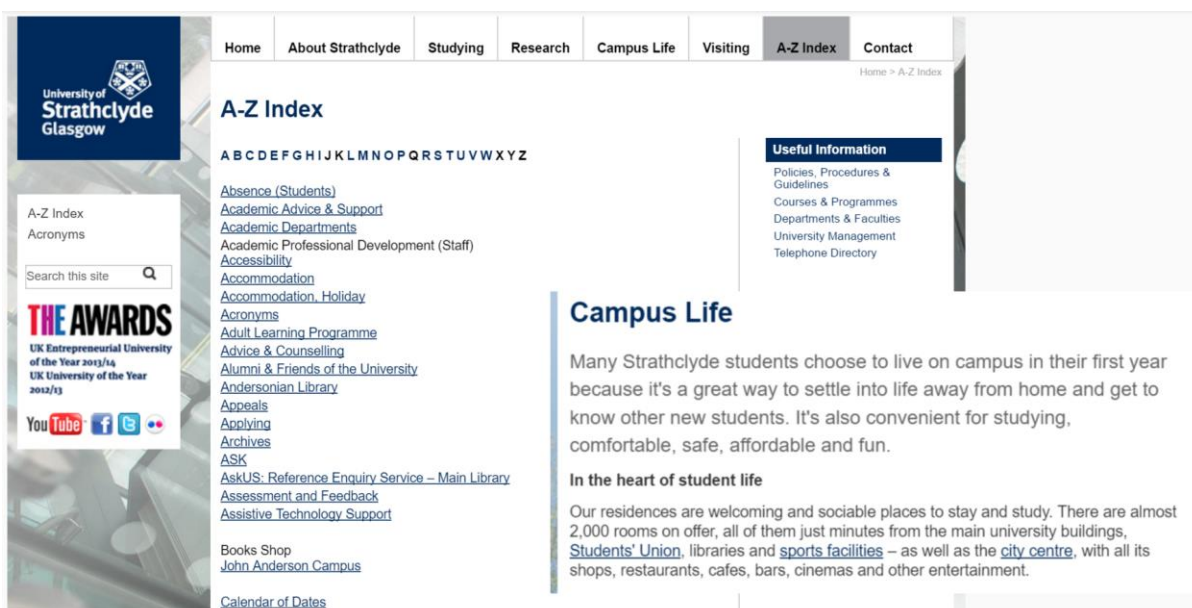 Home About Strathclyde Studying Research Campus Life Visiting A-Z Index Contact
Home > A-Z Index
University of
Strathclyde
Glasgow
A-Z Index
Acronyms
Search this site
THE AWARDS
UK Entrepreneurial University
of the Year 2013/14
UK University of the Year
2012/13
YouTube
A-Z Index
A B C D E F G H I J K L M N O P Q R S T U V W X Y Z
Absence (Students)
Academic Advice & Support
Academic Departments
Academic Professional Development (Staff)
Accessibility
Accommodation
Accommodation, Holiday
Acronyms
Adult Learning Programme
Advice & Counselling
Alumni & Friends of the University
Andersonian Library
Appeals
Applying
Archives
ASK
AskUS: Reference Enquiry Service – Main Library
Assessment and Feedback
Assistive Technology Support
Books Shop
John Anderson Campus
Calendar of Dates
Useful Information
Policies, Procedures &
Guidelines
Courses & Programmes
Departments & Faculties
University Management
Telephone Directory
Campus Life
Many Strathclyde students choose to live on campus in their first year
because it's a great way to settle into life away from home and get to
know other new students. It's also convenient for studying,
comfortable, safe, affordable and fun.
In the heart of student life
Our residences are welcoming and sociable places to stay and study. There are almost
2,000 rooms on offer, all of them just minutes from the main university buildings,
Students' Union, libraries and sports facilities – as well as the city centre, with all its
shops, restaurants, cafes, bars, cinemas and other entertainment.